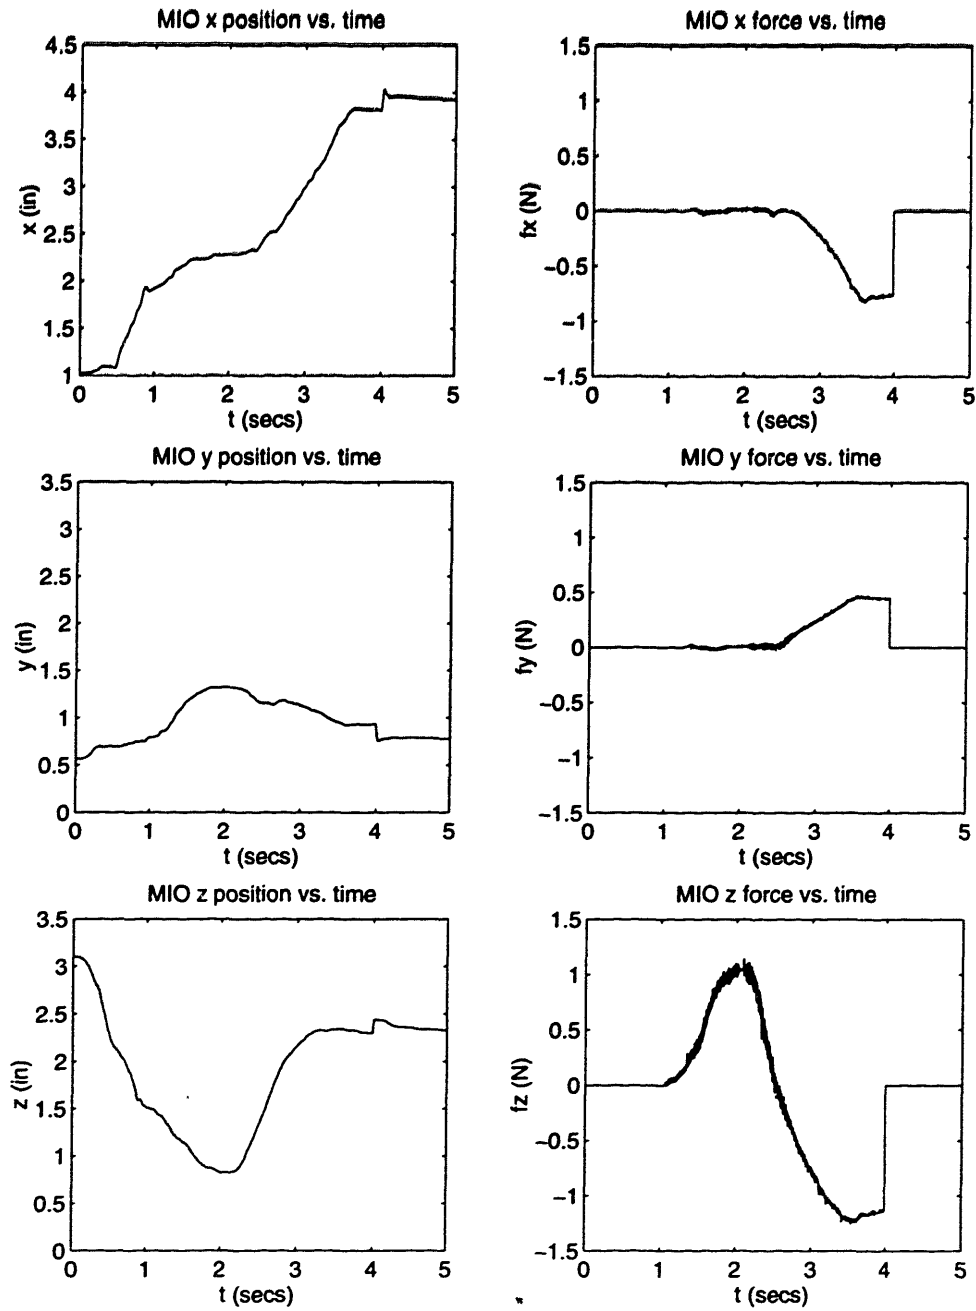 MIO x position vs. time
4.5
4
3.5
3
2.5
2
1.5
1
x (in)
0 1 2 3 4 5
t (secs)
MIO x force vs. time
1.5
1
0.5
0
-0.5
-1
-1.5
fx (N)
0 1 2 3 4 5
t (secs)
MIO y position vs. time
3.5
3
2.5
2
1.5
1
0.5
0
y (in)
0 1 2 3 4 5
t (secs)
MIO y force vs. time
1.5
1
0.5
0
-0.5
-1
-1.5
fy (N)
0 1 2 3 4 5
t (secs)
MIO z position vs. time
3.5
3
2.5
2
1.5
1
0.5
0
z (in)
0 1 2 3 4 5
t (secs)
MIO z force vs. time
1.5
1
0.5
0
-0.5
-1
-1.5
fz (N)
0 1 2 3 4 5
t (secs)